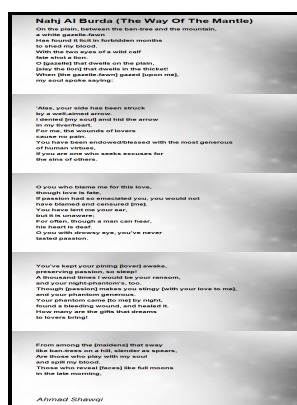 Nahj Al Burda (The Way Of The Mantle)
On the plain, between the ban-tree and the mountain,
a white gazelle-fawn
Has found it licit in forbidden months
to shed my blood.
With the two eyes of a wild calf
fate shot a lion.
O [gazelle] that dwells on the plain,
[slay the lion] that dwells in the thicket!
When [the gazelle-fawn] gazed [upon me],
my soul spoke saying:
'Alas, your side has been struck
by a well-aimed arrow.
I denied [my soul] and hid the arrow
in my liver/heart.
For me, the wounds of lovers
cause no pain.
You have been endowed/blessed with the most generous
of human virtues,
If you are one who seeks excuses for
the sins of others.
O you who blame me for this love,
though love is fate,
If passion had so emaciated you, you would not
have blamed and censured [me].
You have lent me your ear,
but it is unaware;
For often, though a man can hear,
his heart is deaf.
O you with drowsy eye, you've never
tasted passion.
You've kept your pining [lover] awake,
preserving passion, so sleep!
A thousand times I would be your ransom,
and your night-phantom's, too.
Though [passion] makes you stingy [with your love to me],
and your phantom generous.
Your phantom came [to me] by night,
found a bleeding wound, and healed it.
How many are the gifts that dreams
to lovers bring!
From among the [maidens] that sway
like ban-trees on a hill, slender as spears,
Are those who play with my soul
and spill my blood.
Those who reveal [faces] like full moons
in the late morning,
Ahmad Shawqi